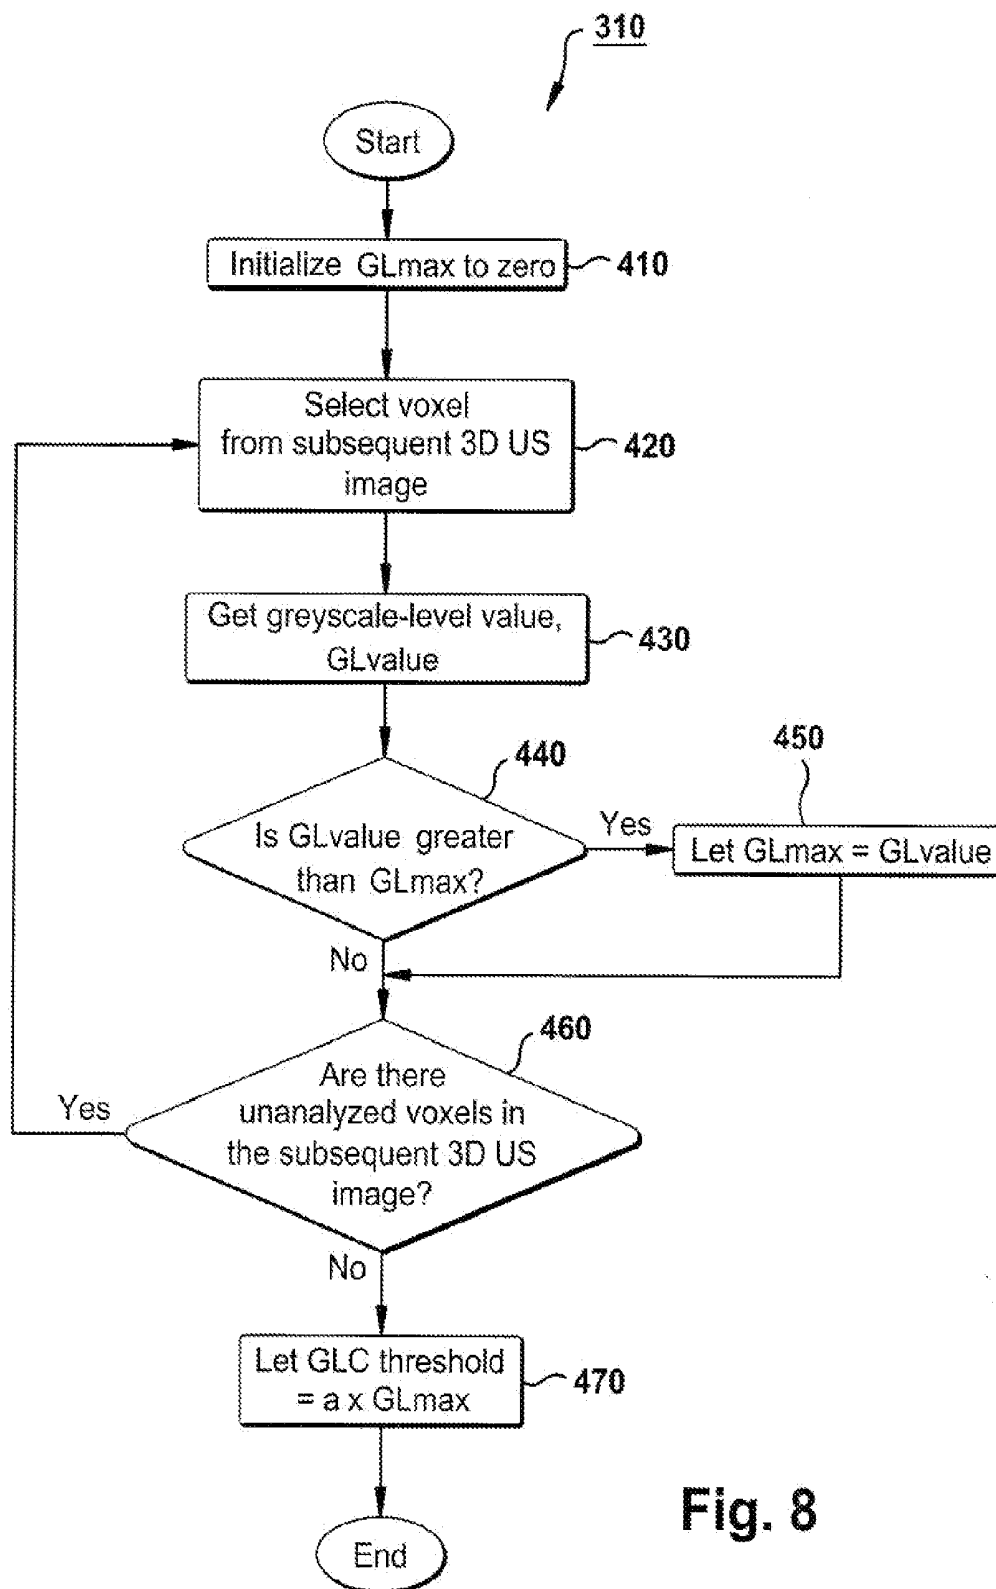 310
Start
Initialize GLmax to zero
410
Select voxel
from subsequent 3D US
image
420
Get greyscale-level value,
GLvalue
430
440
Is GLvalue greater
than GLmax?
Yes
450
Let GLmax = GLvalue
No
460
Are there
unanalyzed voxels in
the subsequent 3D US
image?
Yes
No
Let GLC threshold
= a x GLmax
470
End
Fig. 8